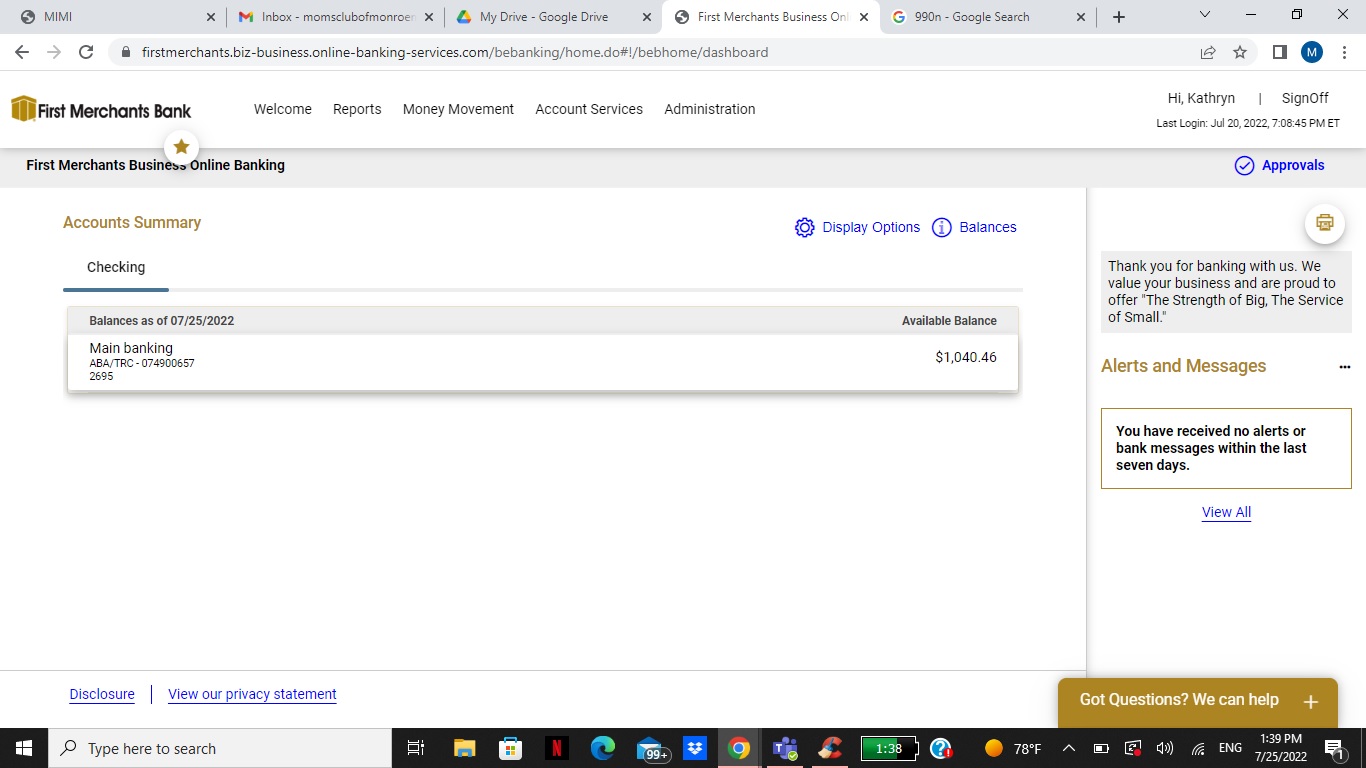 MIMI
Inbox - momsclubofmonroen
My Drive - Google Drive
First Merchants Business Onl
990n - Google Search
firstmerchants.biz-business.online-banking-services.com/bebanking/home.do#!/bebhome/dashboard
M
First Merchants Bank
Welcome
Reports
Money Movement
Account Services
Administration
Hi, Kathryn | SignOff
Last Login: Jul 20, 2022, 7:08:45 PM ET
First Merchants Business Online Banking
Approvals
Accounts Summary
Display Options
Balances
Checking
Balances as of 07/25/2022
Available Balance
Main banking
ABA/TRC - 074900657
2695
$1,040.46
Thank you for banking with us. We
value your business and are proud to
offer "The Strength of Big, The Service
of Small."
Alerts and Messages
You have received no alerts or
bank messages within the last
seven days.
View All
Disclosure | View our privacy statement
Got Questions? We can help +
Type here to search
99+
1:38
78°F
ENG
1:39 PM
7/25/2022
1